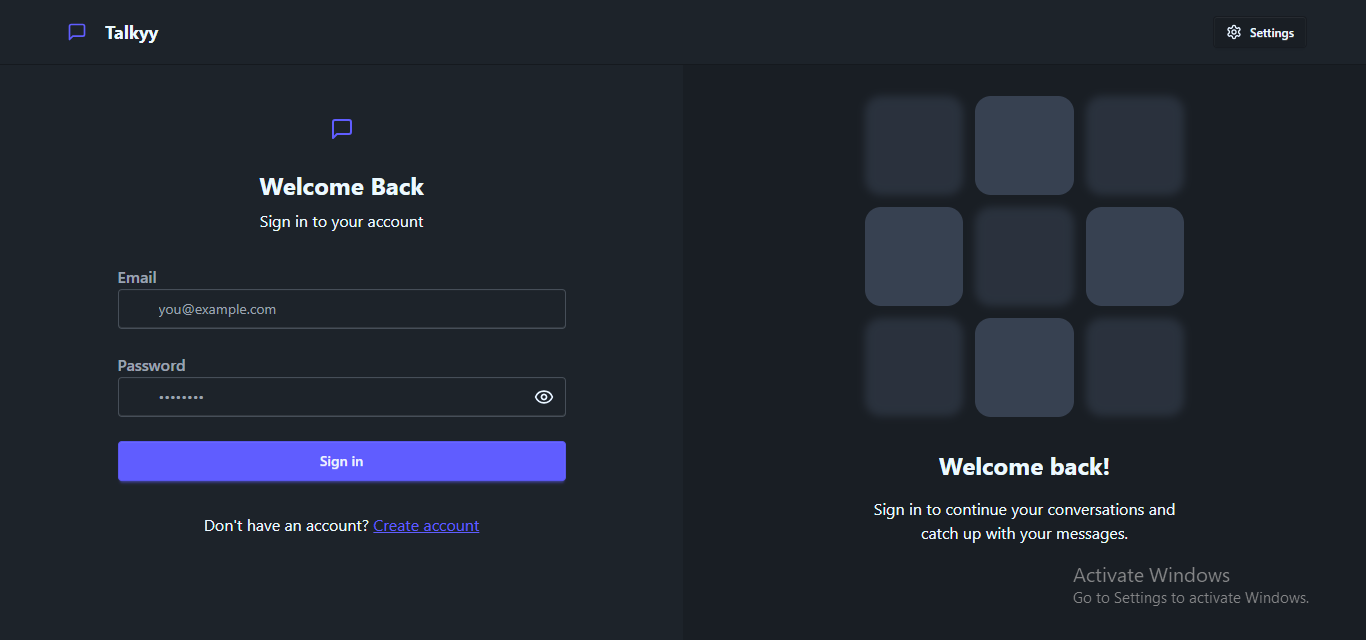 Talkyy
Settings
Welcome Back
Sign in to your account
Email
you@example.com
Password
••••••••
Sign in
Don't have an account? Create account
Welcome back!
Sign in to continue your conversations and
catch up with your messages.
Activate Windows
Go to Settings to activate Windows.